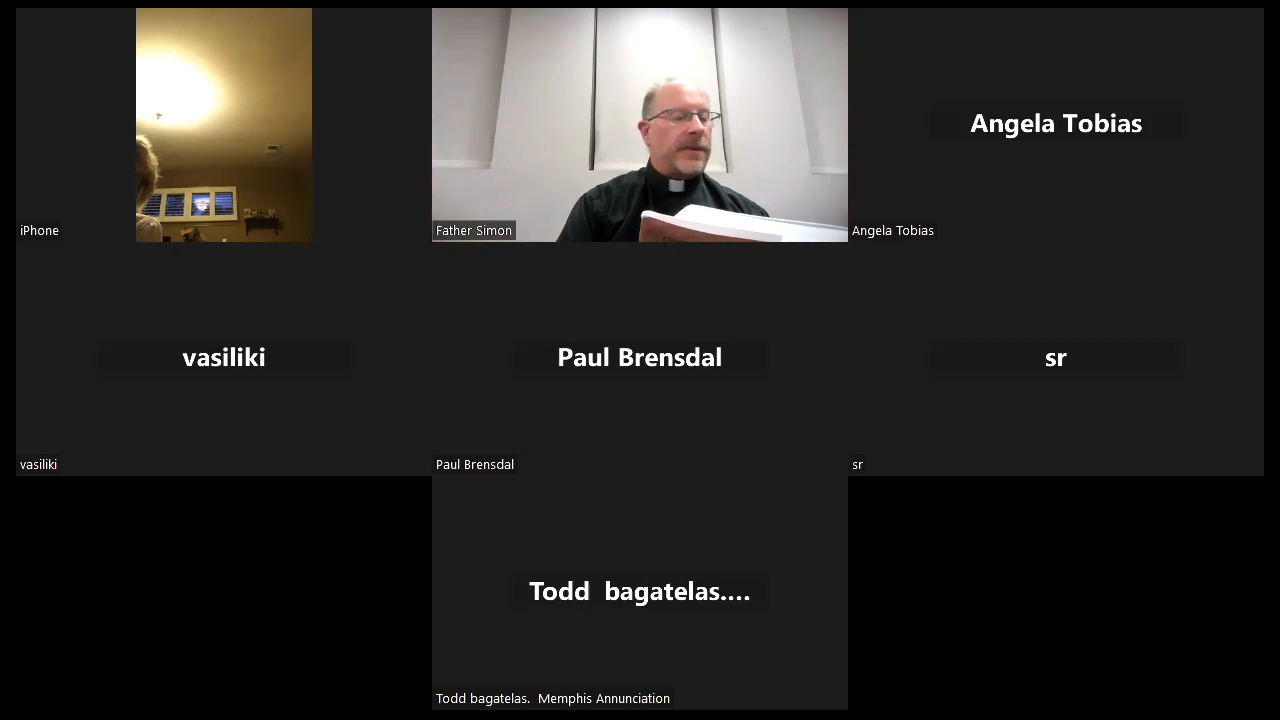 iPhone
Father Simon
Angela Tobias
Angela Tobias
vasiliki
vasiliki
Paul Brensdal
Paul Brensdal
sr
sr
Todd  bagatelas....
Todd bagatelas.  Memphis Annunciation